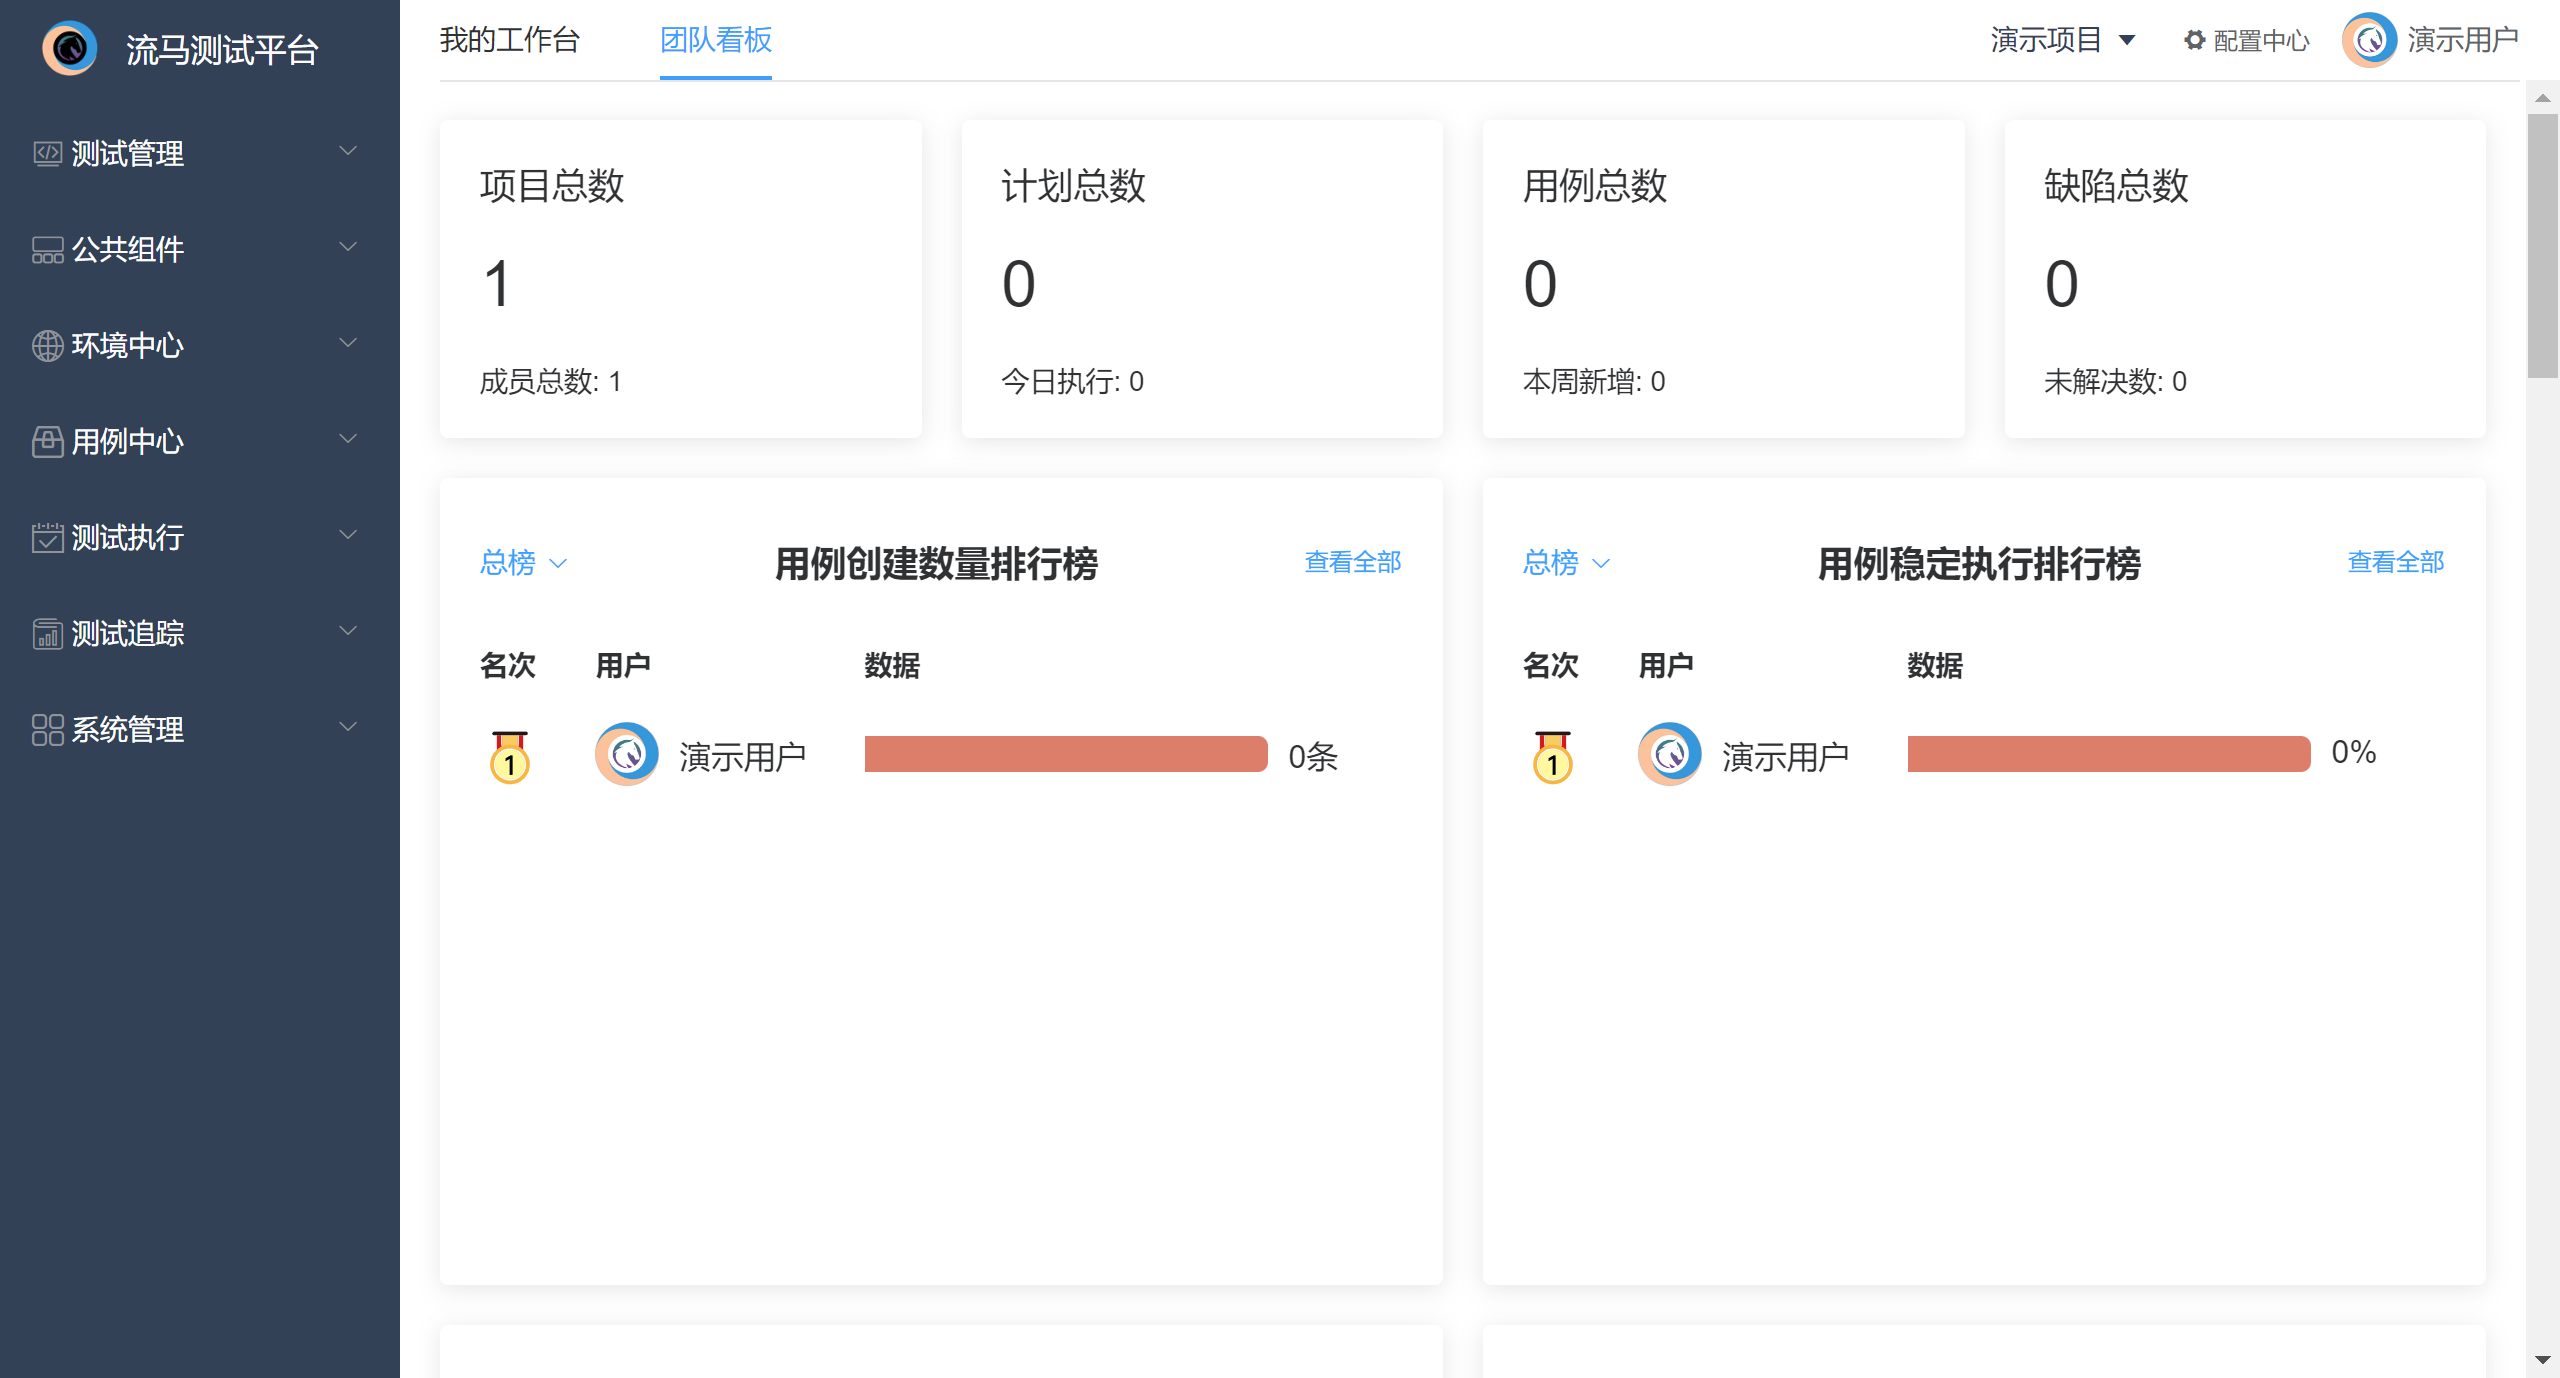 流马测试平台
测试管理
公共组件
环境中心
用例中心
测试执行
测试追踪
系统管理
我的工作台
团队看板
演示项目
配置中心
演示用户
项目总数
1
成员总数: 1
计划总数
0
今日执行: 0
用例总数
0
本周新增: 0
缺陷总数
0
未解决数: 0
总榜
用例创建数量排行榜
查看全部
名次 用户 数据
1 演示用户 0条
总榜
用例稳定执行排行榜
查看全部
名次 用户 数据
1 演示用户 0%